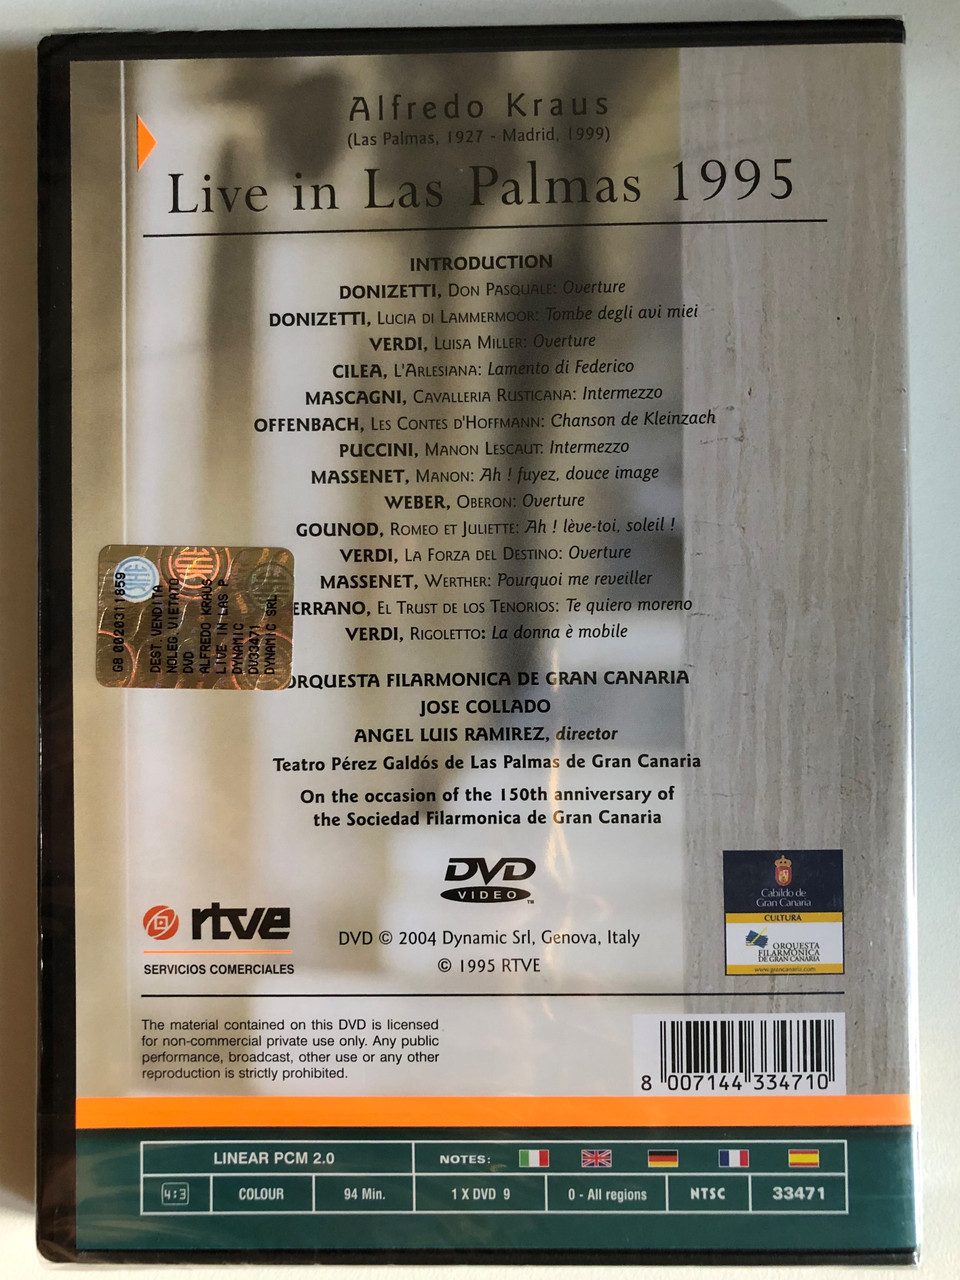 Alfredo Kraus
(Las Palmas, 1927 - Madrid, 1999)
Live in Las Palmas 1995
INTRODUCTION
DONIZETTI, DON PASQUALE: Overture
DONIZETTI, LUCIA DI LAMMERMOOR: Tombe degli avi miei
VERDI, LUISA MILLER: Overture
CILEA, L'ARLESIANA: Lamento di Federico
MASCAGNI, CAVALLERIA RUSTICANA: Intermezzo
OFFENBACH, LES CONTES D'HOFFMANN: Chanson de Kleinzach
PUCCINI, MANON LESCAUT: Intermezzo
MASSENET, MANON: Ah ! fuyez, douce image
WEBER, OBERON: Overture
GOUNOD, ROMEO ET JULIETTE: Ah ! lève-toi, soleil !
VERDI, LA FORZA DEL DESTINO: Overture
MASSENET, WERTHER: Pourquoi me reveiller
ERRANO, EL TRUST DE LOS TENORIOS: Te quiero moreno
VERDI, RIGOLETTO: La donna è mobile
G8 0020311859
DEST.VENDITA
NOLEG.VIETATO
DVD
ALFREDO KRAUS
LIVE IN LAS P
DYNAMIC
DV33471
DYNAMIC SRL
ORQUESTA FILARMONICA DE GRAN CANARIA
JOSE COLLADO
ANGEL LUIS RAMIREZ, director
Teatro Pérez Galdós de Las Palmas de Gran Canaria
On the occasion of the 150th anniversary of
the Sociedad Filarmonica de Gran Canaria
DVD
VIDEO
TM
rtve
SERVICIOS COMERCIALES
DVD © 2004 Dynamic Srl, Genova, Italy
© 1995 RTVE
Cabildo de
Gran Canaria
CULTURA
ORQUESTA
FILARMÓNICA
DE GRAN CANARIA
www.grancanaria.com
The material contained on this DVD is licensed
for non-commercial private use only. Any public
performance, broadcast, other use or any other
reproduction is strictly prohibited.
8 007144 334710
LINEAR PCM 2.0
NOTES:
4:3
COLOUR
94 Min.
1 X DVD 9
0 - All regions
NTSC
33471